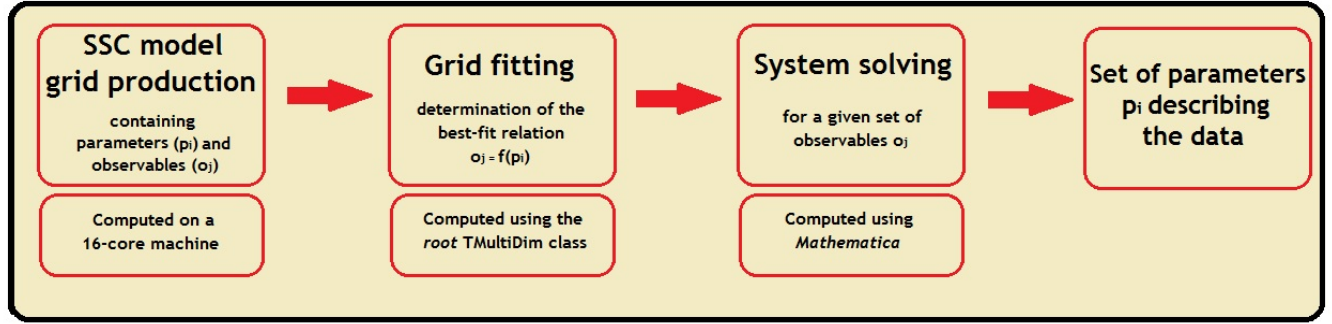 SSC model
grid production
containing
parameters (pi) and
observables (oj)
Computed on a
16-core machine
Grid fitting
determination of the
best-fit relation
oj = f(pi)
Computed using the
root TMultiDim class
System solving
for a given set of
observables oj
Computed using
Mathematica
Set of parameters
pi describing
the data